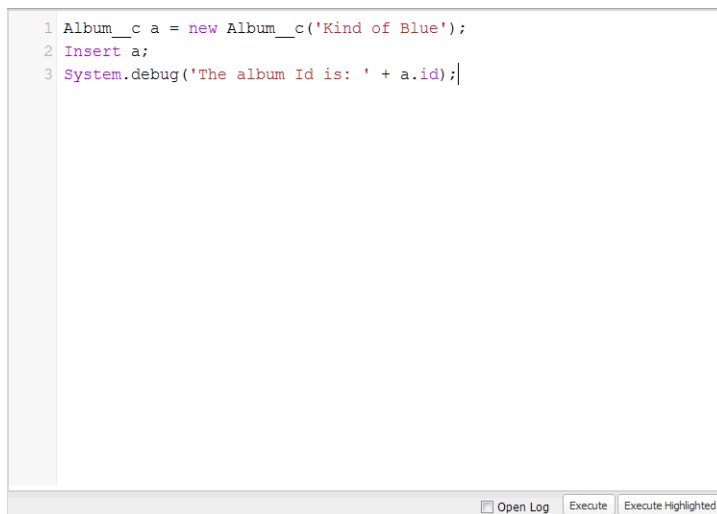 1 Album__c a = new Album__c('Kind of Blue');
2 Insert a;
3 System.debug('The album Id is: ' + a.id);
Open Log Execute Execute Highlighted